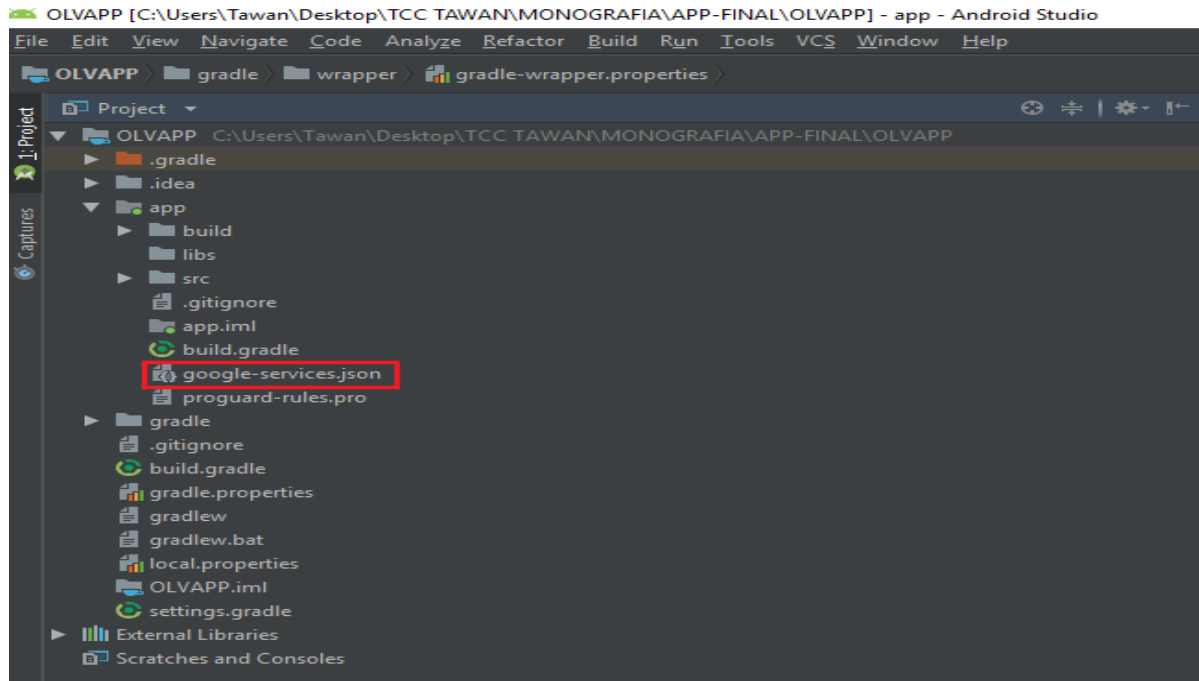 OLVAPP [C:\Users\Tawan\Desktop\TCC TAWAN\MONOGRAFIA\APP-FINAL\OLVAPP] - app - Android Studio
File Edit View Navigate Code Analyze Refactor Build Run Tools VCS Window Help
OLVAPP gradle wrapper gradle-wrapper.properties
Project
1: Project
Captures
OLVAPP C:\Users\Tawan\Desktop\TCC TAWAN\MONOGRAFIA\APP-FINAL\OLVAPP
.gradle
.idea
app
build
libs
src
.gitignore
app.iml
build.gradle
google-services.json
proguard-rules.pro
gradle
.gitignore
build.gradle
gradle.properties
gradlew
gradlew.bat
local.properties
OLVAPP.iml
settings.gradle
External Libraries
Scratches and Consoles